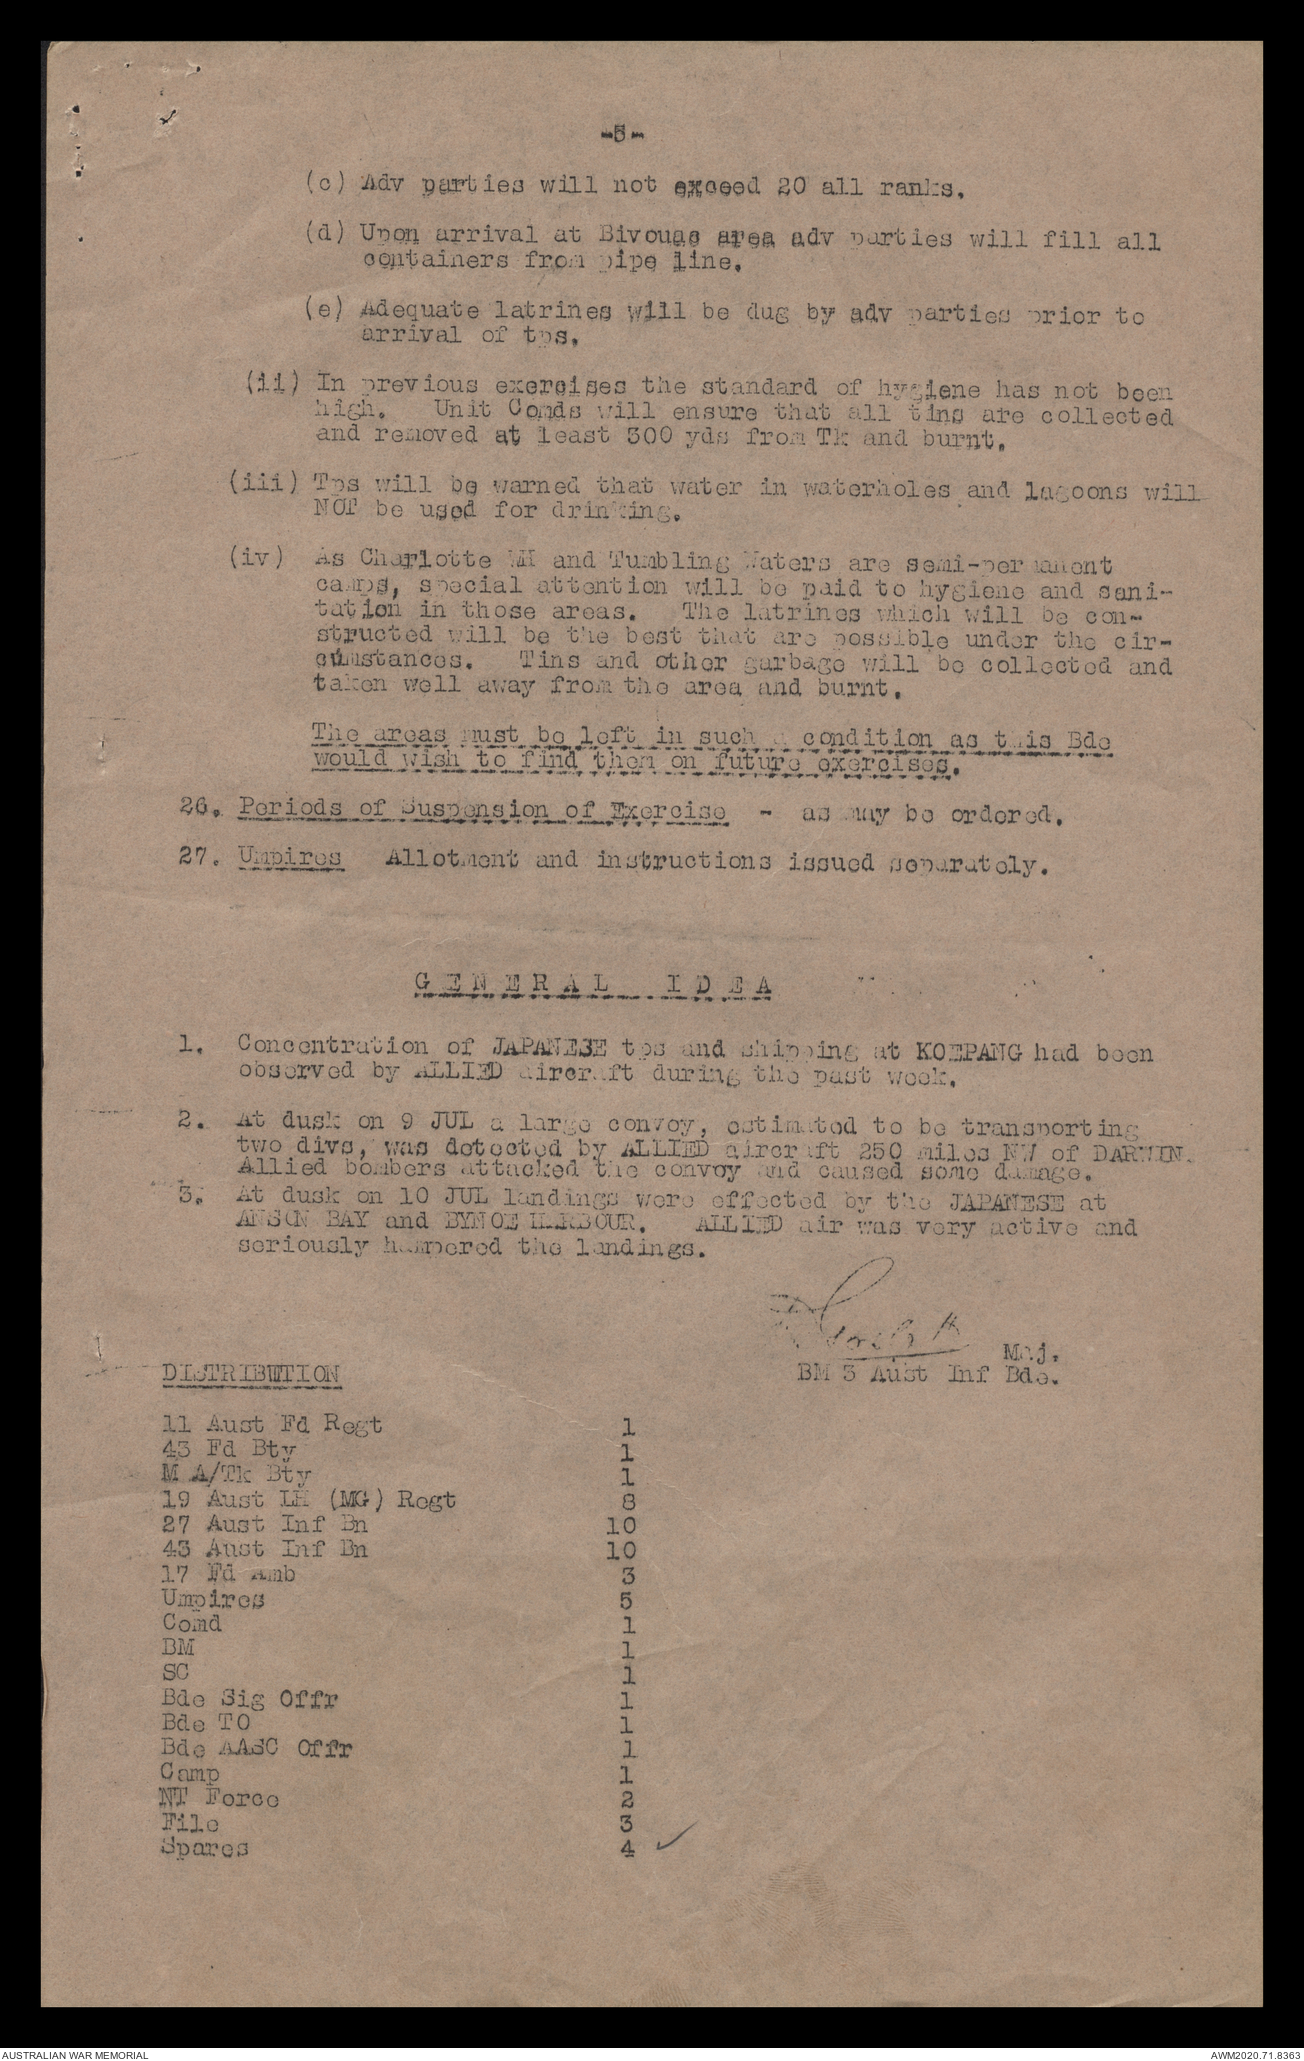 -5-
(c) Adv parties will not exceed 20 all ranks.
(d) Upon arrival at Bivouac area adv parties will fill all
containers from pipe line.
(e) Adequate latrines will be dug by adv parties prior to
arrival of tps.
(ii) In previous exercises the standard of hygiene has not been
high. Unit Comds will ensure that all tins are collected
and removed at least 300 yds from Tk and burnt.
(iii) Tps will be warned that water in waterholes and lagoons will
NOT be used for drinking.
(iv) As Charlotte WH and Tumbling Waters are semi-permanent
camps, special attention will be paid to hygiene and sani-
tation in those areas. The latrines which will be con-
structed will be the best that are possible under the cir-
cumstances. Tins and other garbage will be collected and
taken well away from the area and burnt.
The areas must be left in such a condition as this Bde
would wish to find them on future exercises.
26. Periods of Suspension of Exercise - as may be ordered.
27. Umpires Allotment and instructions issued separately.
GENERAL IDEA
1. Concentration of JAPANESE tps and shipping at KOEPANG had been
observed by ALLIED aircraft during the past week.
2. At dusk on 9 JUL a large convoy, estimated to be transporting
two divs, was detected by ALLIED aircraft 250 miles NW of DARWIN.
Allied bombers attacked the convoy and caused some damage.
3. At dusk on 10 JUL landings were effected by the JAPANESE at
ANSON BAY and BYNOE HARBOUR. ALLIED air was very active and
seriously hampered the landings.
Maj.
BM 3 Aust Inf Bde.
DISTRIBUTION
11 Aust Fd Regt 1
43 Fd Bty 1
M A/Tk Bty 1
19 Aust LH (MG) Regt 8
27 Aust Inf Bn 10
43 Aust Inf Bn 10
17 Fd Amb 3
Umpires 5
Comd 1
BM 1
SC 1
Bde Sig Offr 1
Bde TO 1
Bde AASC Offr 1
Camp 1
NT Force 2
File 3
Spares 4
AUSTRALIAN WAR MEMORIAL
AWM2020.71.8363